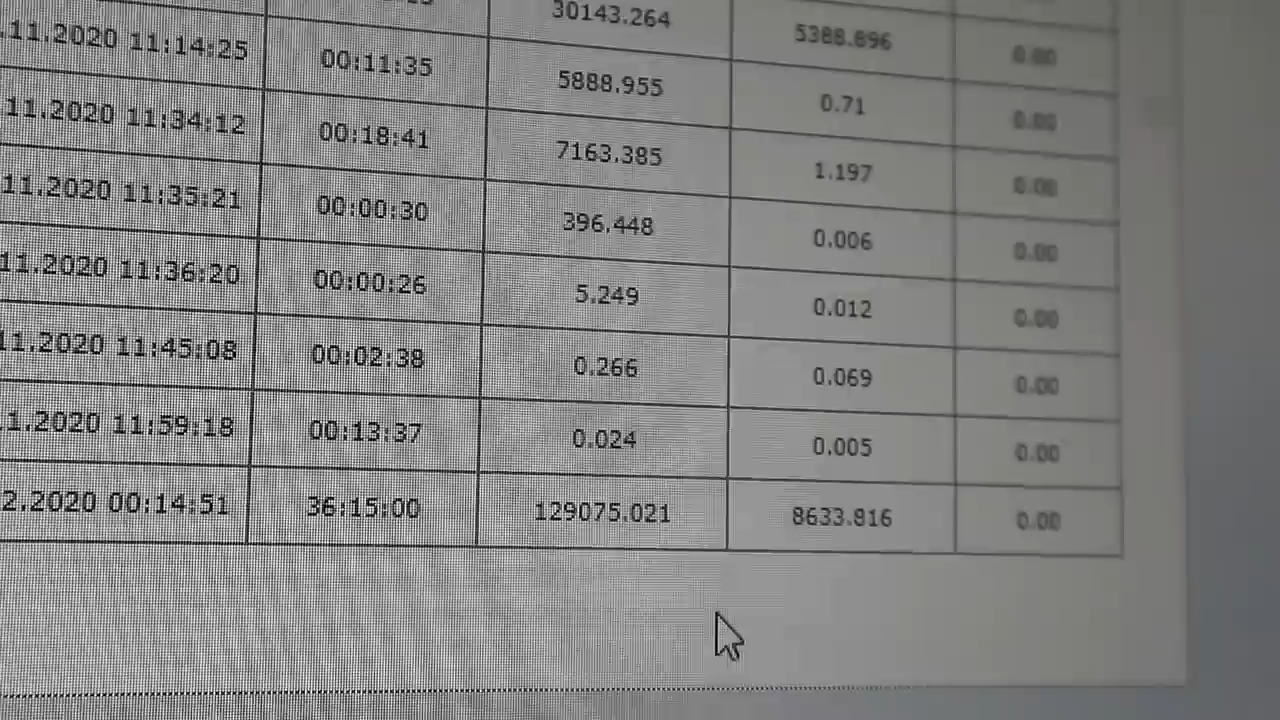 30143.264 5388.896 0.00
.11.2020 11:14:25 00:11:35 5888.955 0.71 0.00
11.2020 11:34:12 00:18:41 7163.385 1.197 0.00
11.2020 11:35:21 00:00:30 396.448 0.006 0.00
11.2020 11:36:20 00:00:26 5.249 0.012 0.00
11.2020 11:45:08 00:02:38 0.266 0.069 0.00
1.2020 11:59:18 00:13:37 0.024 0.005 0.00
2.2020 00:14:51 36:15:00 129075.021 8633.816 0.00